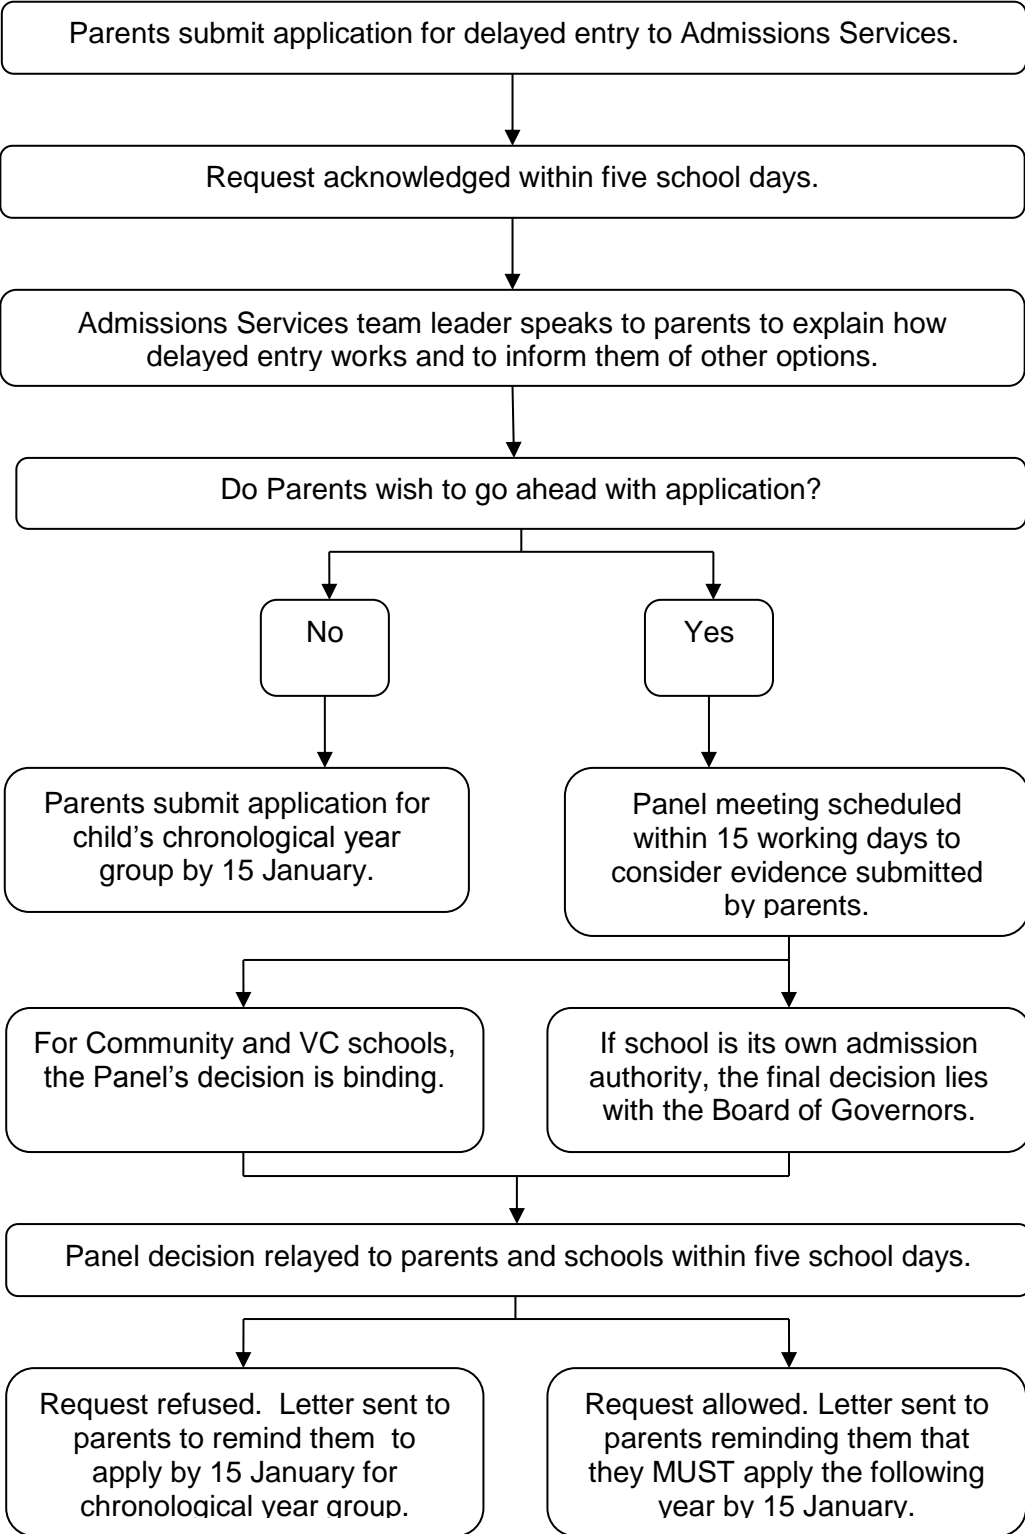 Parents submit application for delayed entry to Admissions Services.
Request acknowledged within five school days.
Admissions Services team leader speaks to parents to explain how
delayed entry works and to inform them of other options.
Do Parents wish to go ahead with application?
No
Yes
Parents submit application for
child’s chronological year
group by 15 January.
Panel meeting scheduled
within 15 working days to
consider evidence submitted
by parents.
For Community and VC schools,
the Panel’s decision is binding.
If school is its own admission
authority, the final decision lies
with the Board of Governors.
Panel decision relayed to parents and schools within five school days.
Request refused.  Letter sent to
parents to remind them  to
apply by 15 January for
chronological year group.
Request allowed. Letter sent to
parents reminding them that
they MUST apply the following
year by 15 January.